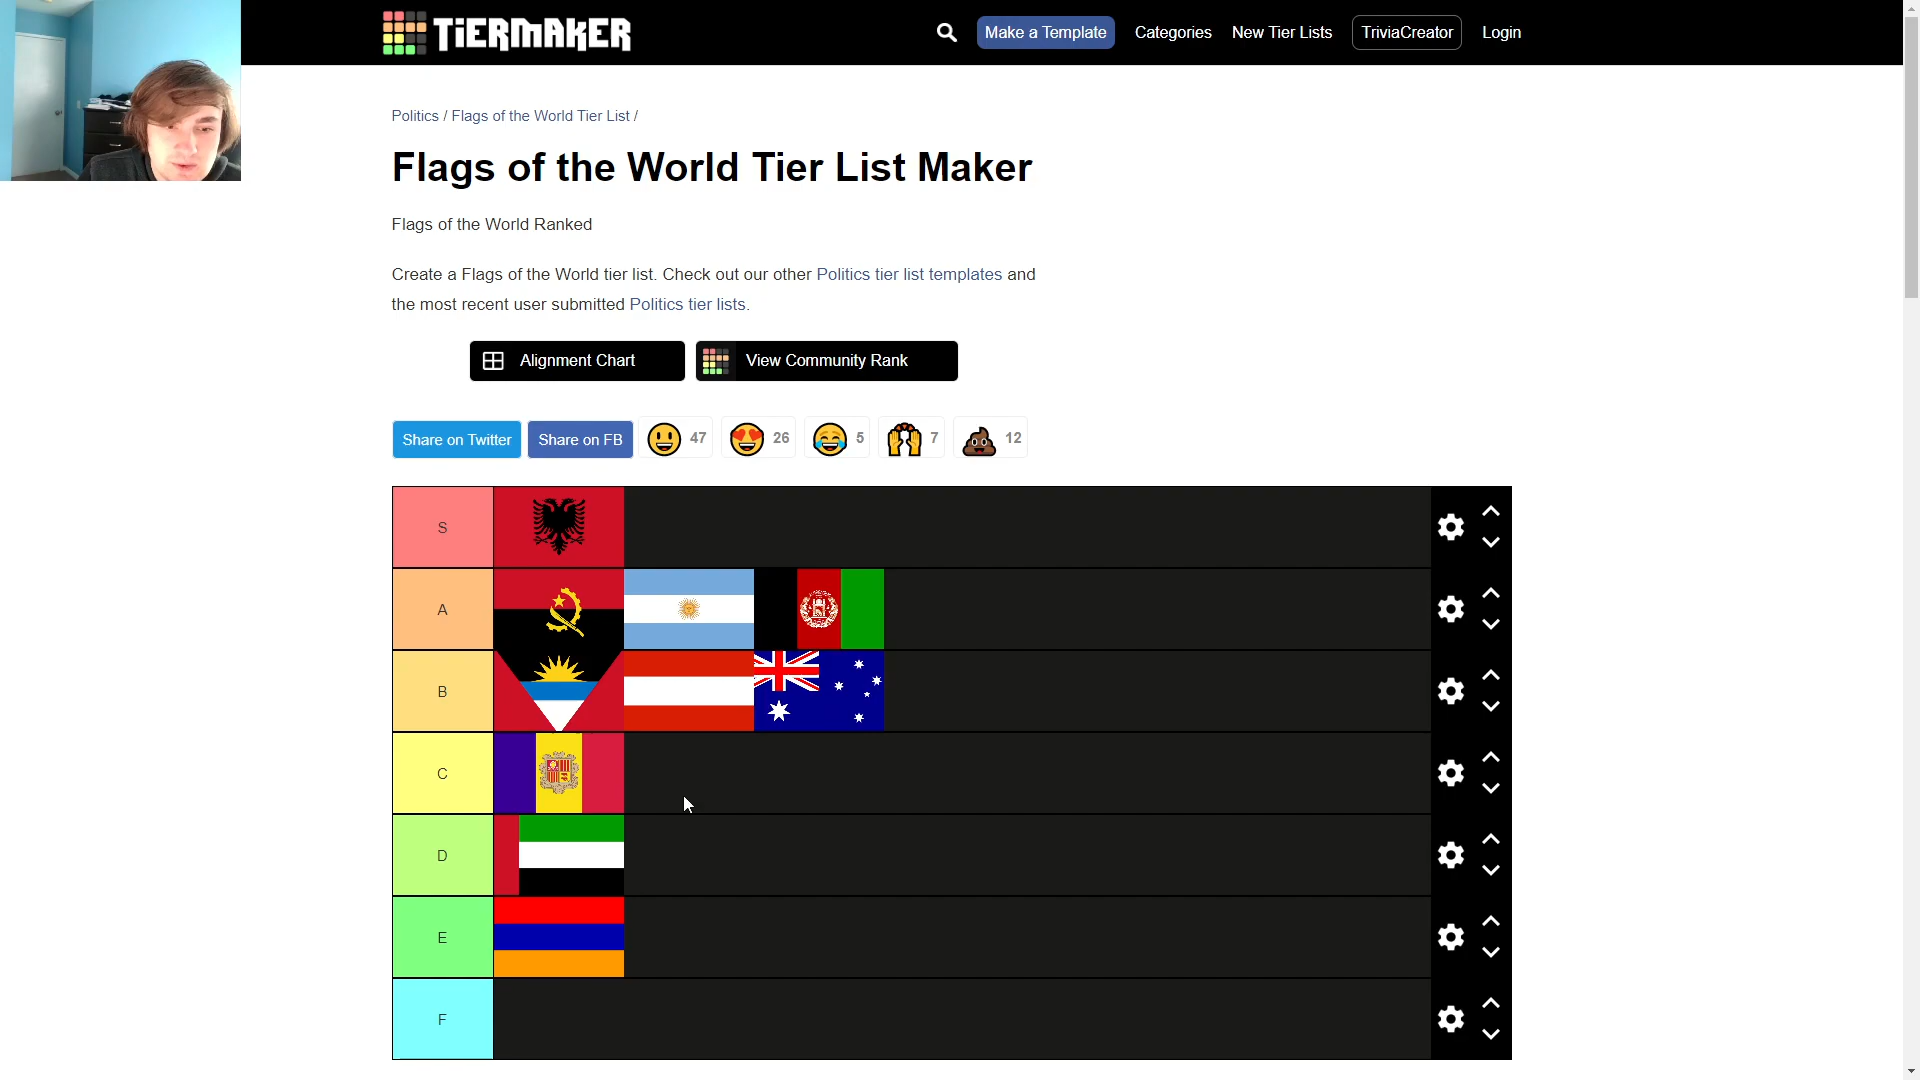 TIERMAKER
Make a Template
Categories
New Tier Lists
TriviaCreator
Login
Politics / Flags of the World Tier List /
Flags of the World Tier List Maker
Flags of the World Ranked
Create a Flags of the World tier list. Check out our other Politics tier list templates and
the most recent user submitted Politics tier lists.
Alignment Chart
View Community Rank
Share on Twitter
Share on FB
47
26
5
7
12
S
A
B
C
D
E
F